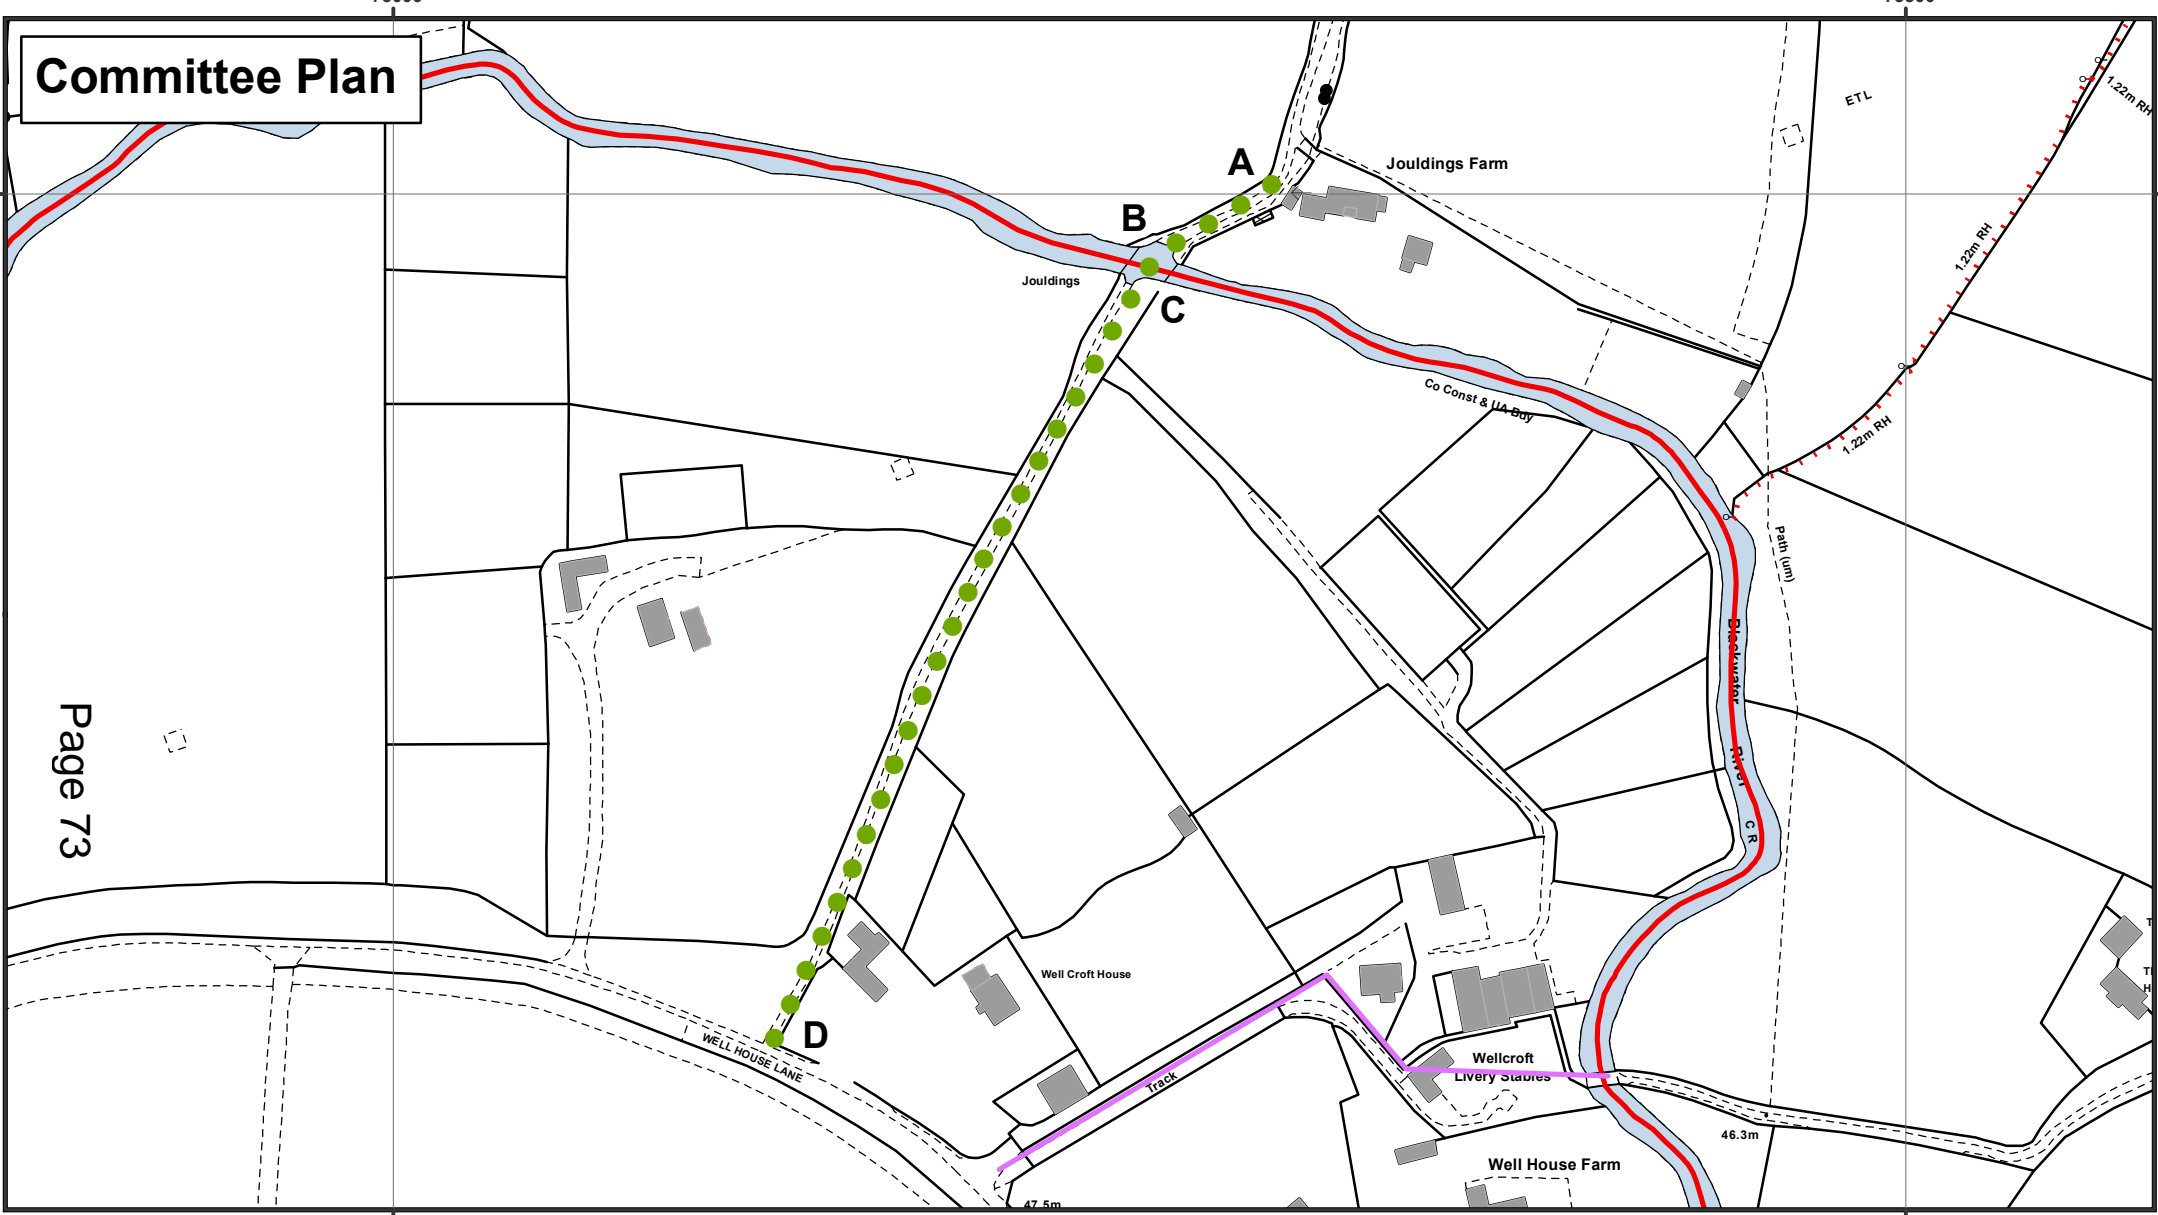 Committee Plan
ETL
1.22m RH
A
Jouldings Farm
B
1.22m RH
Jouldings
C
Co Const & UA Bdy
1.22m RH
Path (um)
Blackwater
River
Page 73
C R
Well Croft House
D
WELL HOUSE LANE
Wellcroft
Livery Stables
Track
46.3m
Well House Farm
47.5m